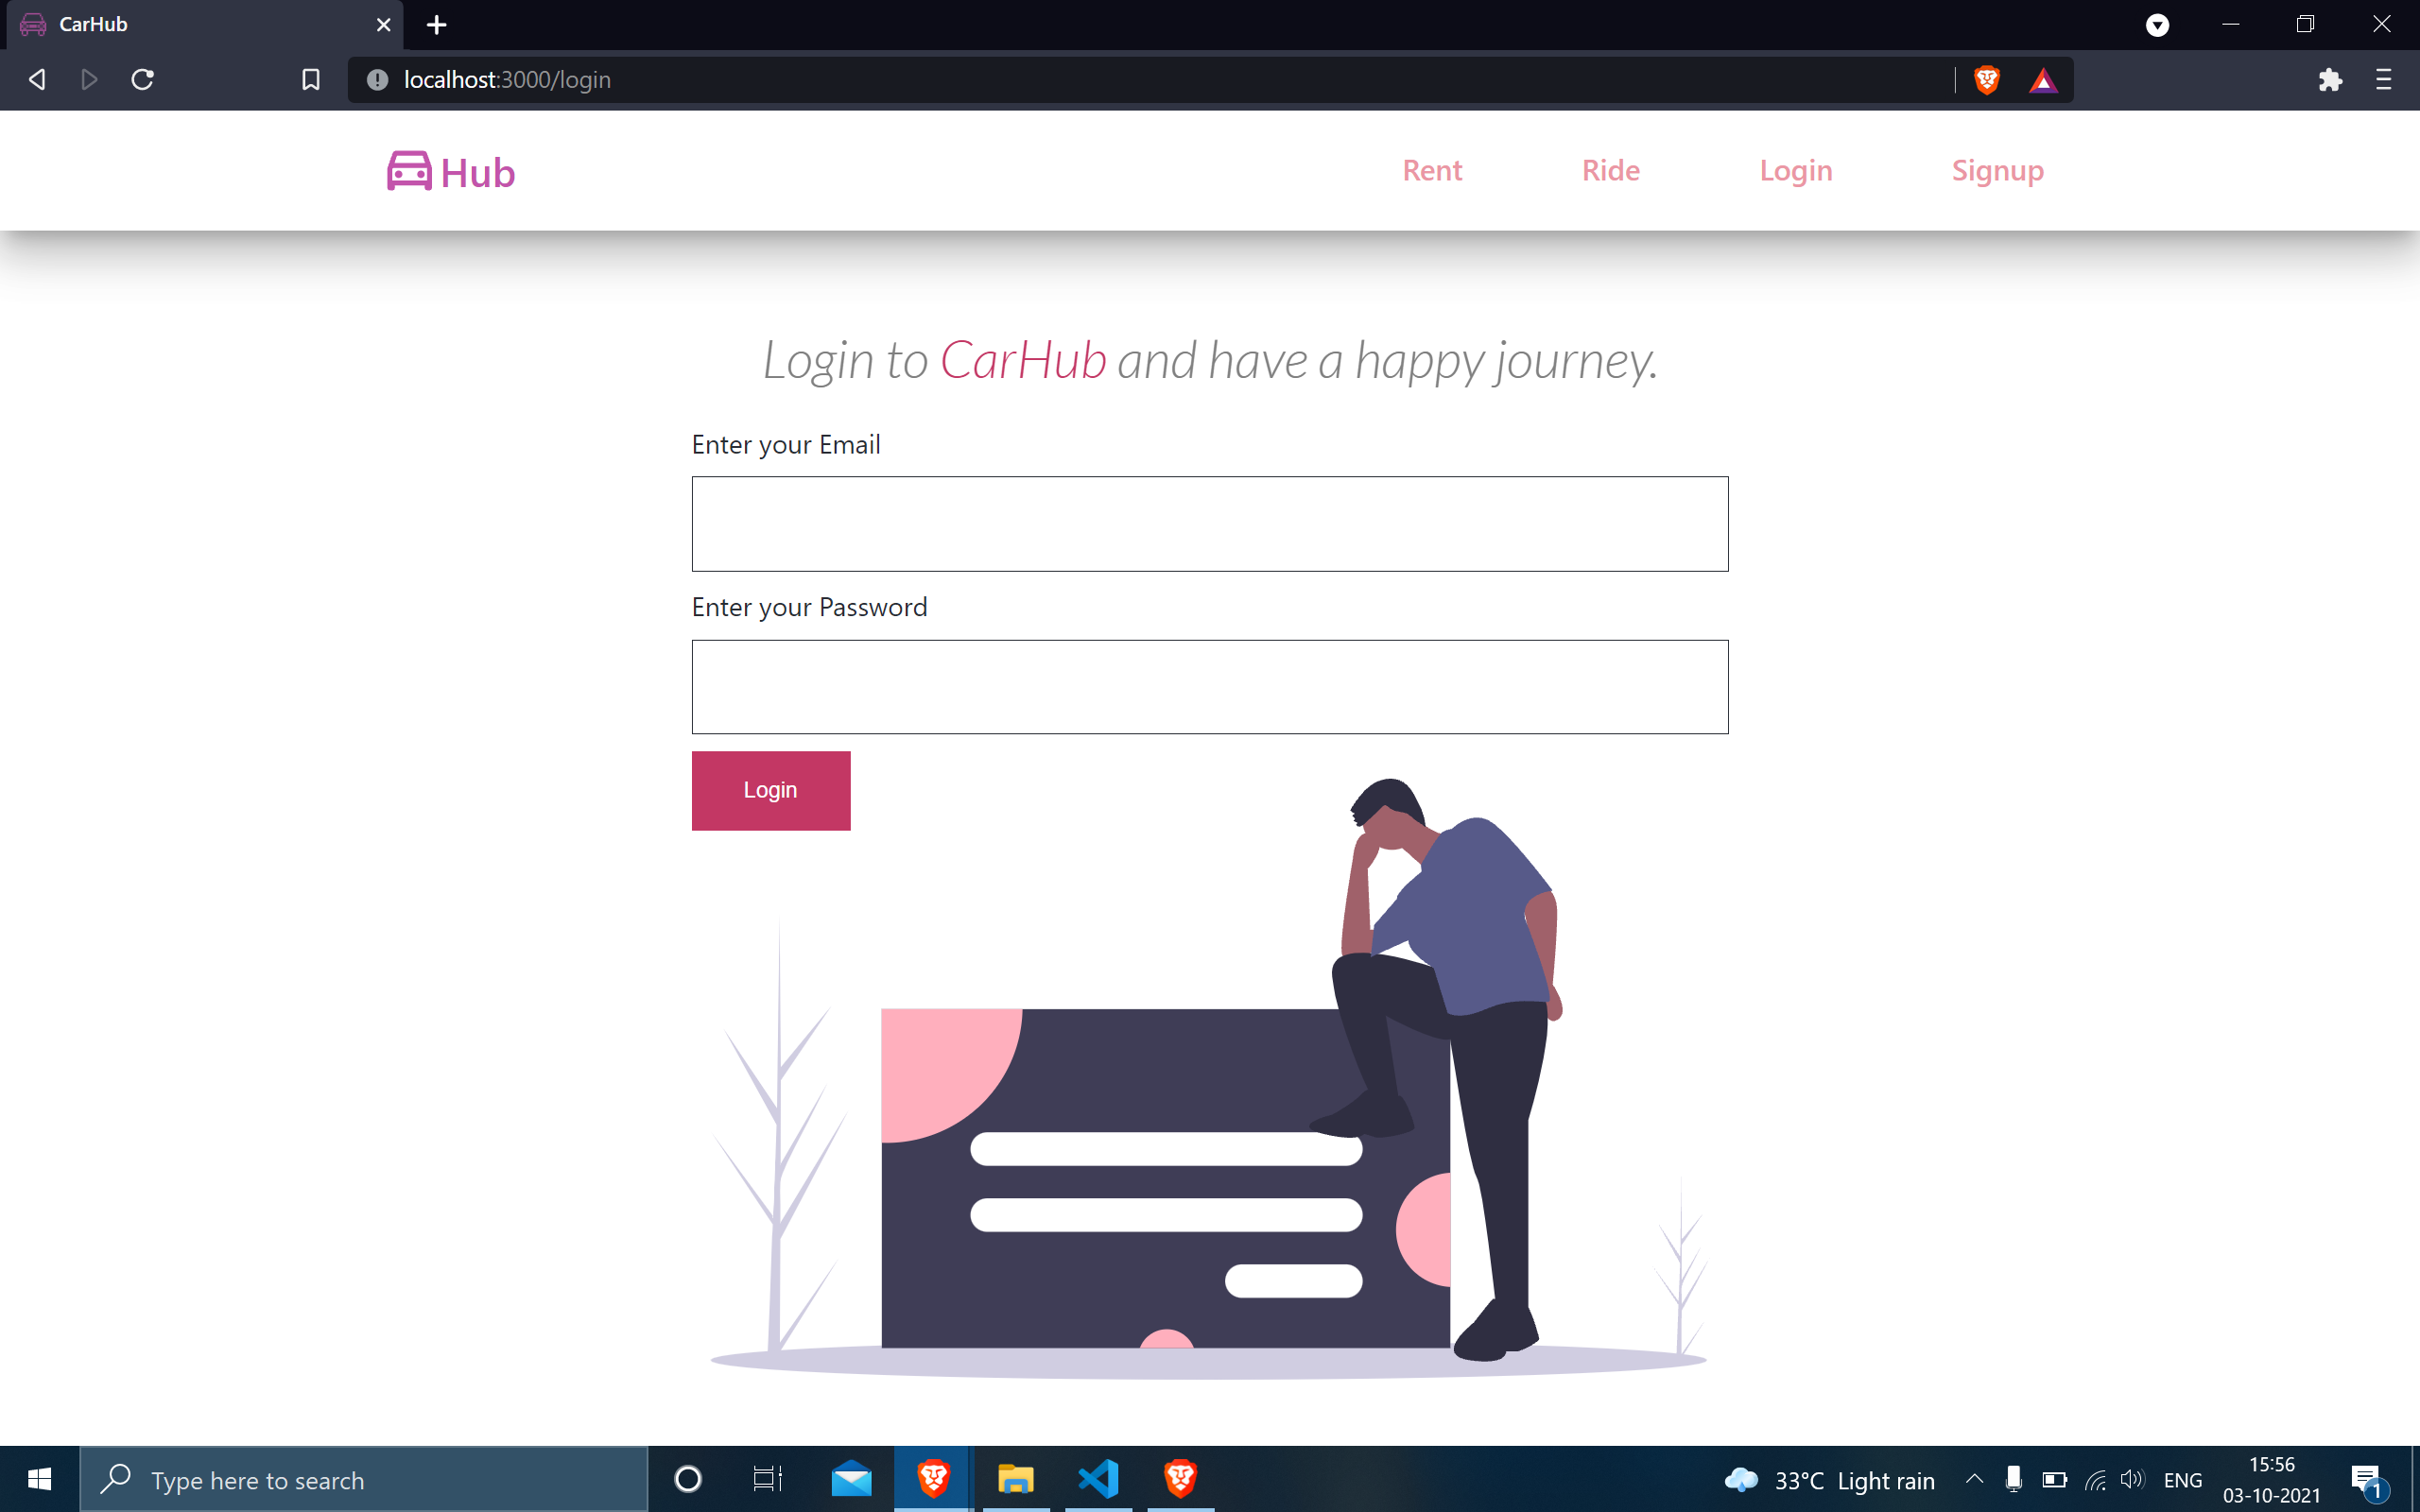 CarHub
localhost:3000/login
Hub
Rent
Ride
Login
Signup
Login to CarHub and have a happy journey.
Enter your Email
Enter your Password
Login
Type here to search
33°C Light rain
ENG
15:56
03-10-2021
1